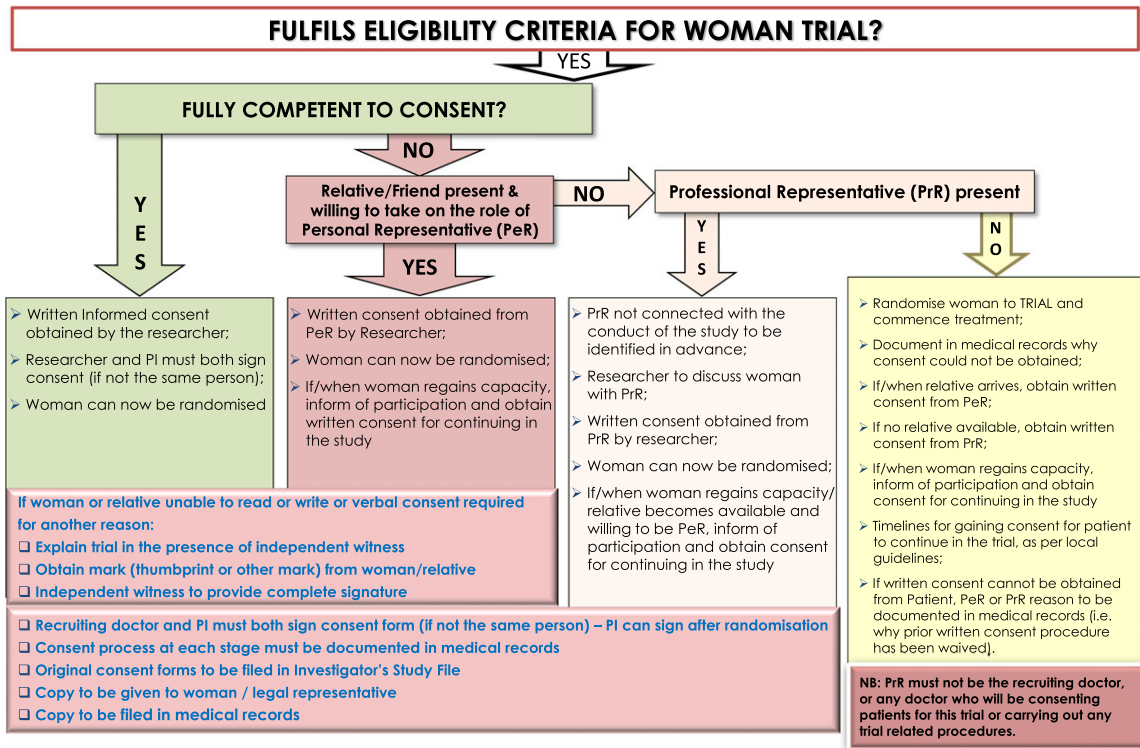 FULFILS ELIGIBILITY CRITERIA FOR WOMAN TRIAL?
YES
FULLY COMPETENT TO CONSENT?
NO
Relative/Friend present &
willing to take on the role of
Personal Representative (PeR)
NO
Professional Representative (PrR) present
Y
E
S
YES
Y
E
S
N
O
➢ Written Informed consent
obtained by the researcher;
➢ Researcher and PI must both sign
consent (if not the same person);
➢ Woman can now be randomised
➢ Written consent obtained from
PeR by Researcher;
➢ Woman can now be randomised;
➢ If/when woman regains capacity,
inform of participation and obtain
written consent for continuing in
the study
➢ PrR not connected with the
conduct of the study to be
identified in advance;
➢ Researcher to discuss woman
with PrR;
➢ Written consent obtained from
PrR by researcher;
➢ Woman can now be randomised;
➢ If/when woman regains capacity/
relative becomes available and
willing to be PeR, inform of
participation and obtain consent
for continuing in the study
➢ Randomise woman to TRIAL and
commence treatment;
➢ Document in medical records why
consent could not be obtained;
➢ If/when relative arrives, obtain written
consent from PeR;
➢ If no relative available, obtain written
consent from PrR;
➢ If/when woman regains capacity,
inform of participation and obtain
consent for continuing in the study
➢ Timelines for gaining consent for patient
to continue in the trial, as per local
guidelines;
➢ If written consent cannot be obtained
from Patient, PeR or PrR reason to be
documented in medical records (i.e.
why prior written consent procedure
has been waived).
If woman or relative unable to read or write or verbal consent required
for another reason:
❑ Explain trial in the presence of independent witness
❑ Obtain mark (thumbprint or other mark) from woman/relative
❑ Independent witness to provide complete signature
❑ Recruiting doctor and PI must both sign consent form (if not the same person) – PI can sign after randomisation
❑ Consent process at each stage must be documented in medical records
❑ Original consent forms to be filed in Investigator's Study File
❑ Copy to be given to woman / legal representative
❑ Copy to be filed in medical records
NB: PrR must not be the recruiting doctor,
or any doctor who will be consenting
patients for this trial or carrying out any
trial related procedures.